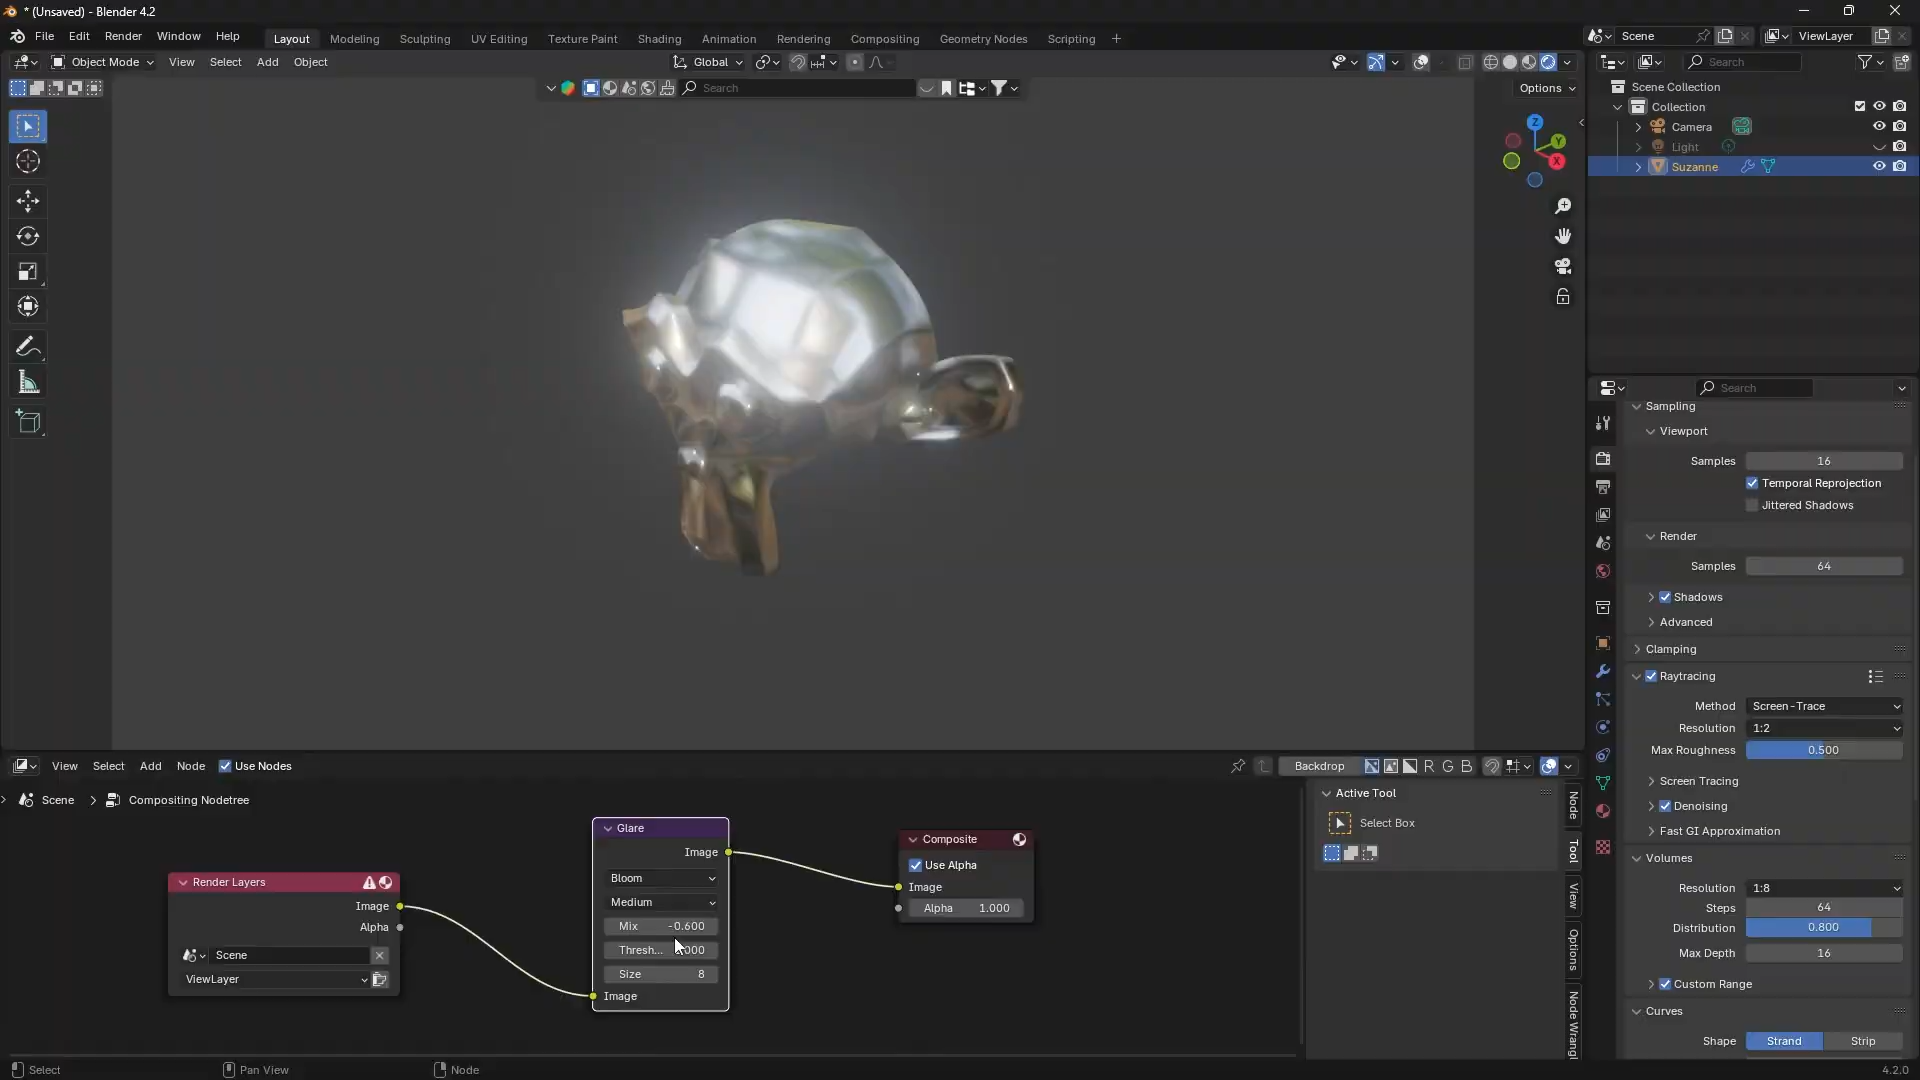 * (Unsaved) - Blender 4.2
File Edit Render Window Help
Layout Modeling Sculpting UV Editing Texture Paint Shading Animation Rendering Compositing Geometry Nodes Scripting +
Scene
ViewLayer
Object Mode View Select Add Object
Global
Search
Options
Z
Y
X
Search
Scene Collection
Collection
Camera
Light
Suzanne
Search
Sampling
Viewport
Samples 16
Temporal Reprojection
Jittered Shadows
Render
Samples 64
Shadows
Advanced
Clamping
Raytracing
Method Screen-Trace
Resolution 1:2
Max Roughness 0.500
Screen Tracing
Denoising
Fast GI Approximation
Volumes
Resolution 1:8
Steps 64
Distribution 0.800
Max Depth 16
Custom Range
Curves
Shape Strand Strip
View Select Add Node Use Nodes
Backdrop
R G B
Scene > Compositing Nodetree
Render Layers
Image
Alpha
Scene
ViewLayer
Glare
Image
Bloom
Medium
Mix -0.600
Thresh... 000
Size 8
Image
Composite
Use Alpha
Image
Alpha 1.000
Active Tool
Select Box
Node
Tool
View
Options
Node Wrangl
Select
Pan View
Node
4.2.0